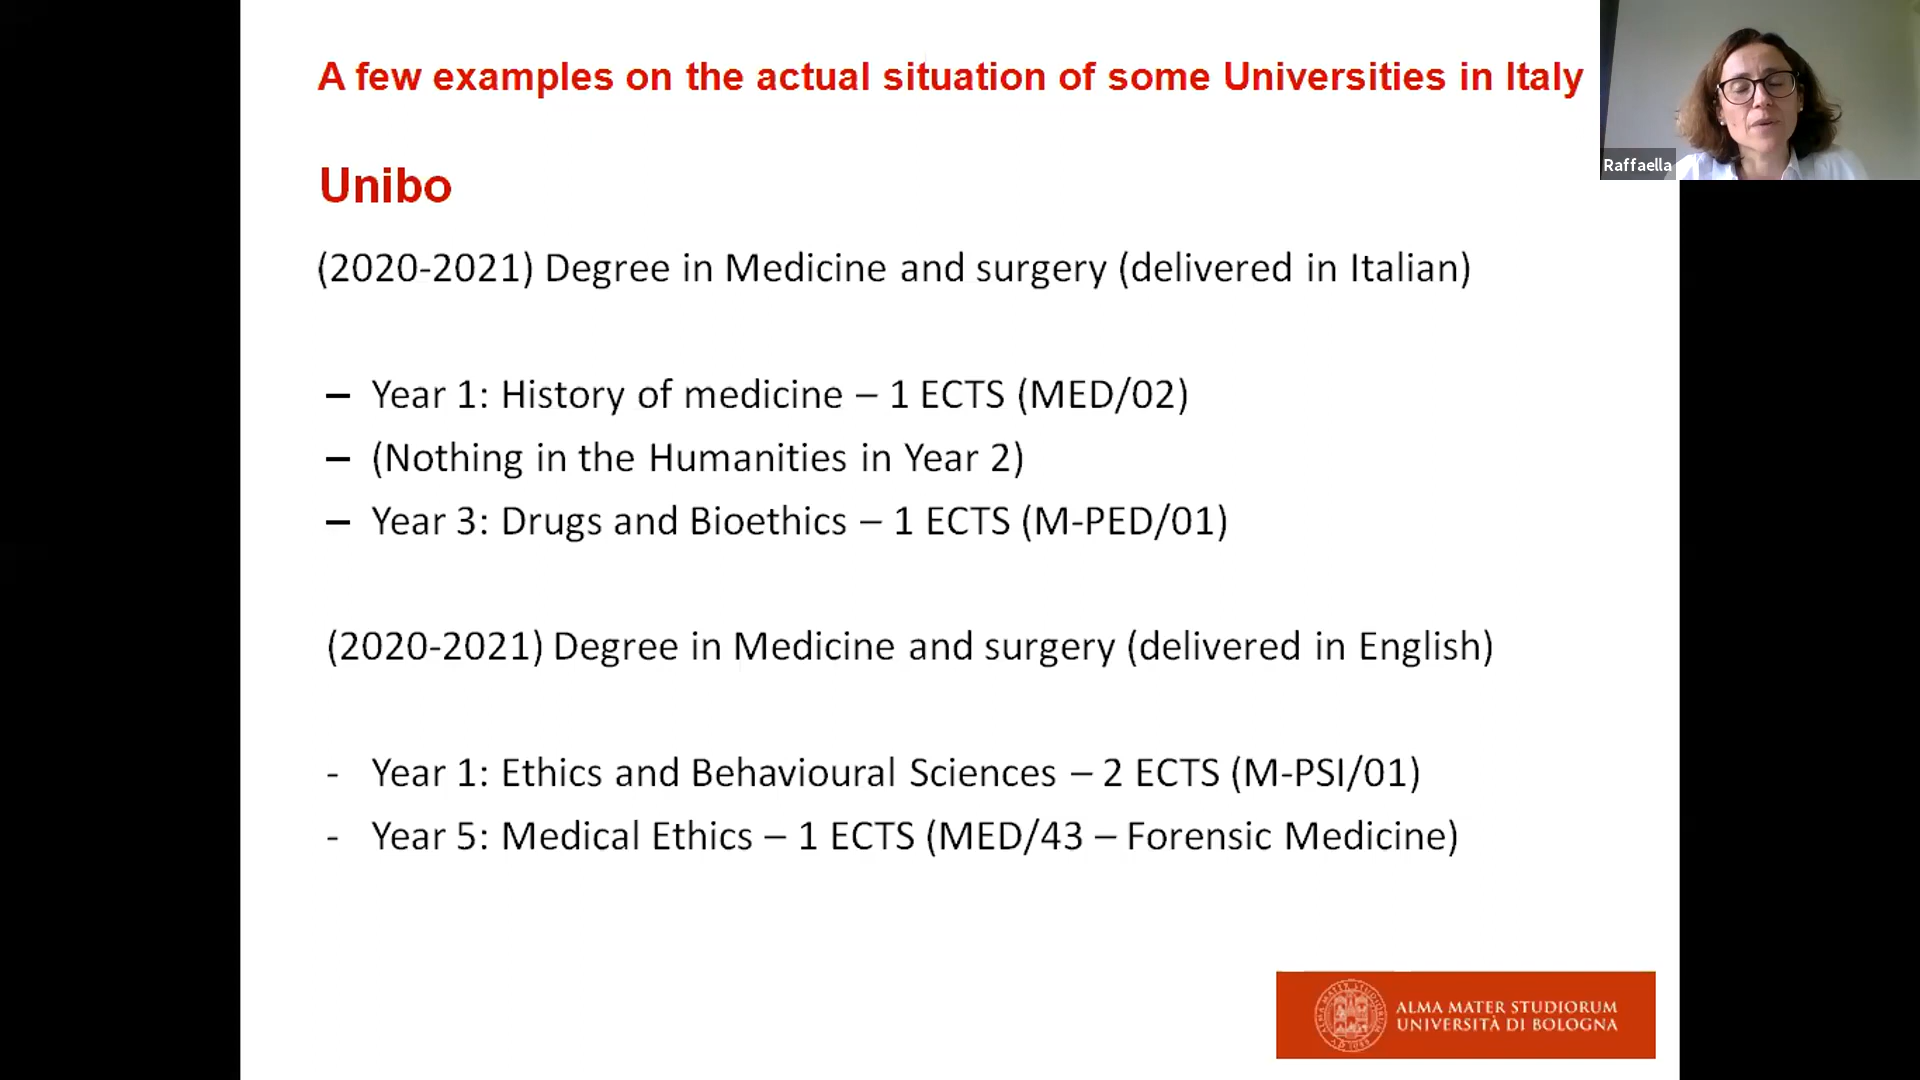 A few examples on the actual situation of some Universities in Italy
Raffaella
Unibo
(2020-2021) Degree in Medicine and surgery (delivered in Italian)
– Year 1: History of medicine – 1 ECTS (MED/02)
– (Nothing in the Humanities in Year 2)
– Year 3: Drugs and Bioethics – 1 ECTS (M-PED/01)
(2020-2021) Degree in Medicine and surgery (delivered in English)
- Year 1: Ethics and Behavioural Sciences – 2 ECTS (M-PSI/01)
- Year 5: Medical Ethics – 1 ECTS (MED/43 – Forensic Medicine)
ALMA MATER STUDIORUM
UNIVERSITÀ DI BOLOGNA